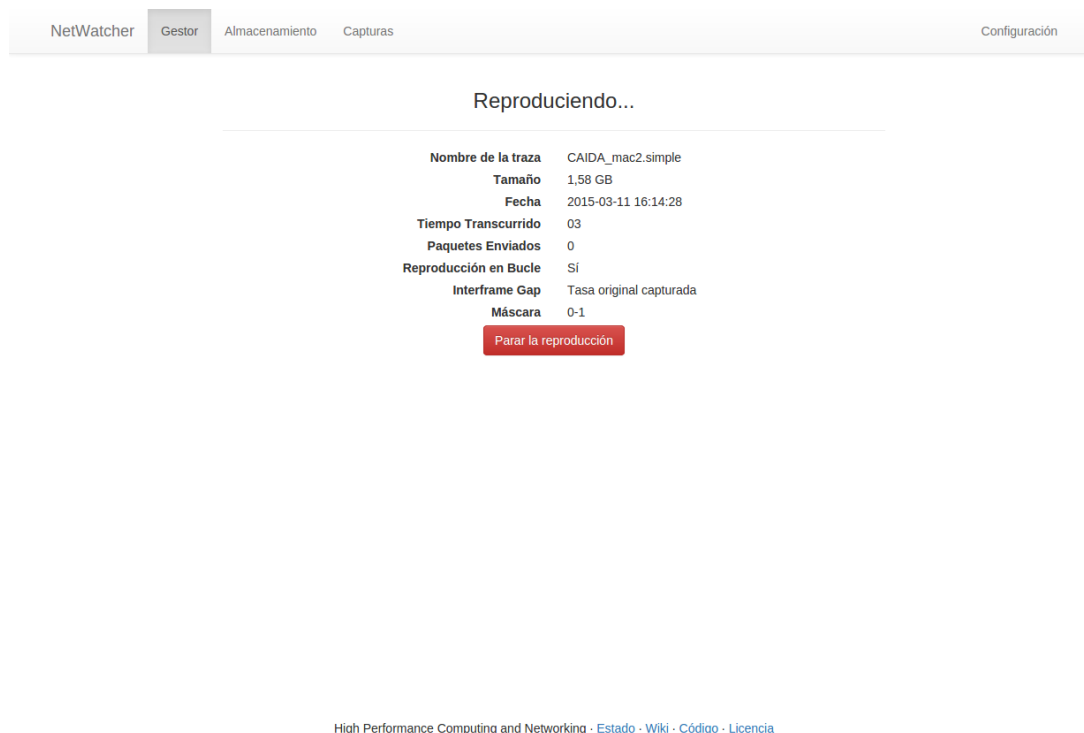 NetWatcher Gestor Almacenamiento Capturas Configuración
Reproduciendo...
Nombre de la traza CAIDA_mac2.simple
Tamaño 1,58 GB
Fecha 2015-03-11 16:14:28
Tiempo Transcurrido 03
Paquetes Enviados 0
Reproducción en Bucle Sí
Interframe Gap Tasa original capturada
Máscara 0-1
Parar la reproducción
High Performance Computing and Networking · Estado · Wiki · Código · Licencia